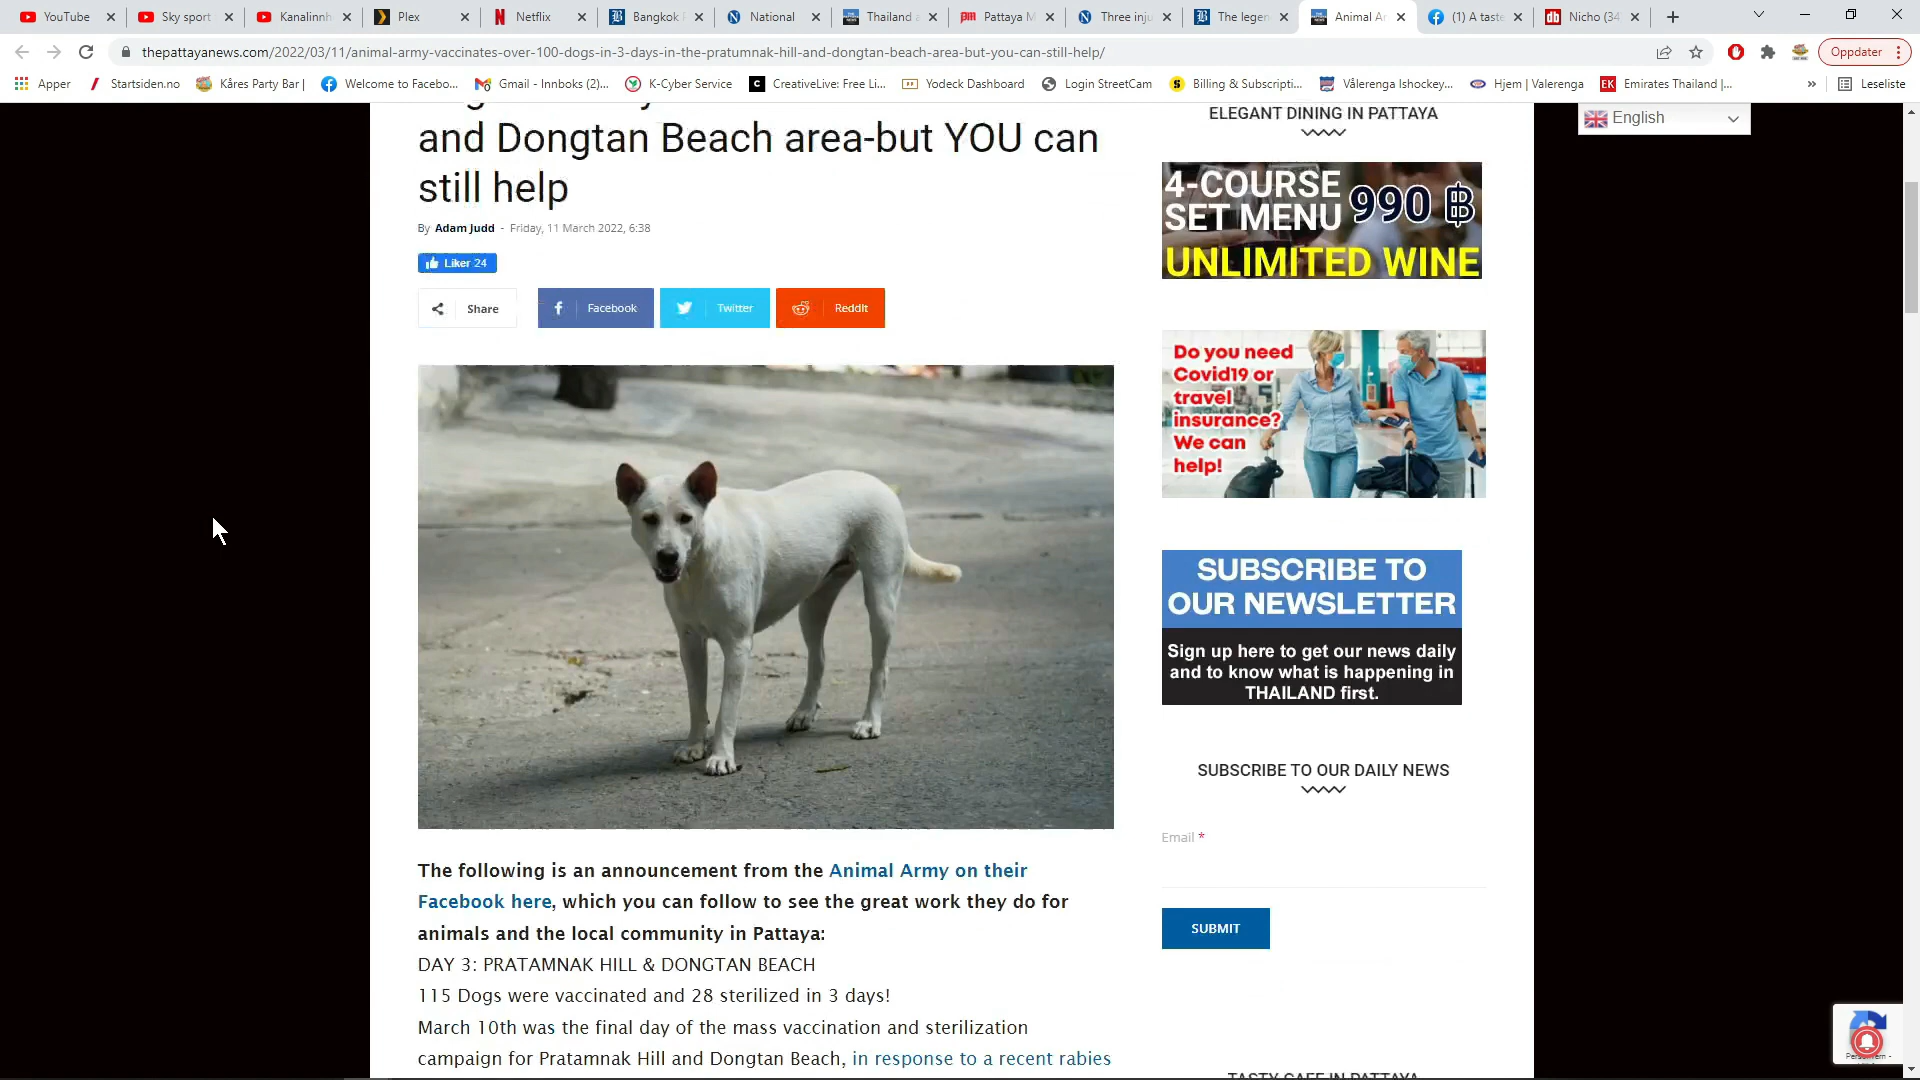 YouTube
Sky sport
Kanalinnh
Plex
Netflix
Bangkok
National
Thailand a
Pattaya M
Three inju
The legen
Animal Ar
(1) A taste
Nicho (34
thepattayanews.com/2022/03/11/animal-army-vaccinates-over-100-dogs-in-3-days-in-the-pratumnak-hill-and-dongtan-beach-area-but-you-can-still-help/
Oppdater
Apper
Startsiden.no
Kåres Party Bar |
Welcome to Facebo...
Gmail - Innboks (2)...
K-Cyber Service
CreativeLive: Free Li...
Yodeck Dashboard
Login StreetCam
Billing & Subscripti...
Vålerenga Ishockey...
Hjem | Valerenga
EK
Emirates Thailand |...
»
Leseliste
English
and Dongtan Beach area-but YOU can
still help
By Adam Judd - Friday, 11 March 2022, 6:38
Liker 24
Share
Facebook
Twitter
ReddIt
The following is an announcement from the Animal Army on their
Facebook here, which you can follow to see the great work they do for
animals and the local community in Pattaya:
DAY 3: PRATAMNAK HILL & DONGTAN BEACH
115 Dogs were vaccinated and 28 sterilized in 3 days!
March 10th was the final day of the mass vaccination and sterilization
campaign for Pratamnak Hill and Dongtan Beach, in response to a recent rabies
ELEGANT DINING IN PATTAYA
4-COURSE
SET MENU
990 ฿
UNLIMITED WINE
Do you need
Covid19 or
travel
insurance?
We can
help!
SUBSCRIBE TO
OUR NEWSLETTER
Sign up here to get our news daily
and to know what is happening in
THAILAND first.
SUBSCRIBE TO OUR DAILY NEWS
Email *
SUBMIT
TASTY CAFE IN PATTAYA